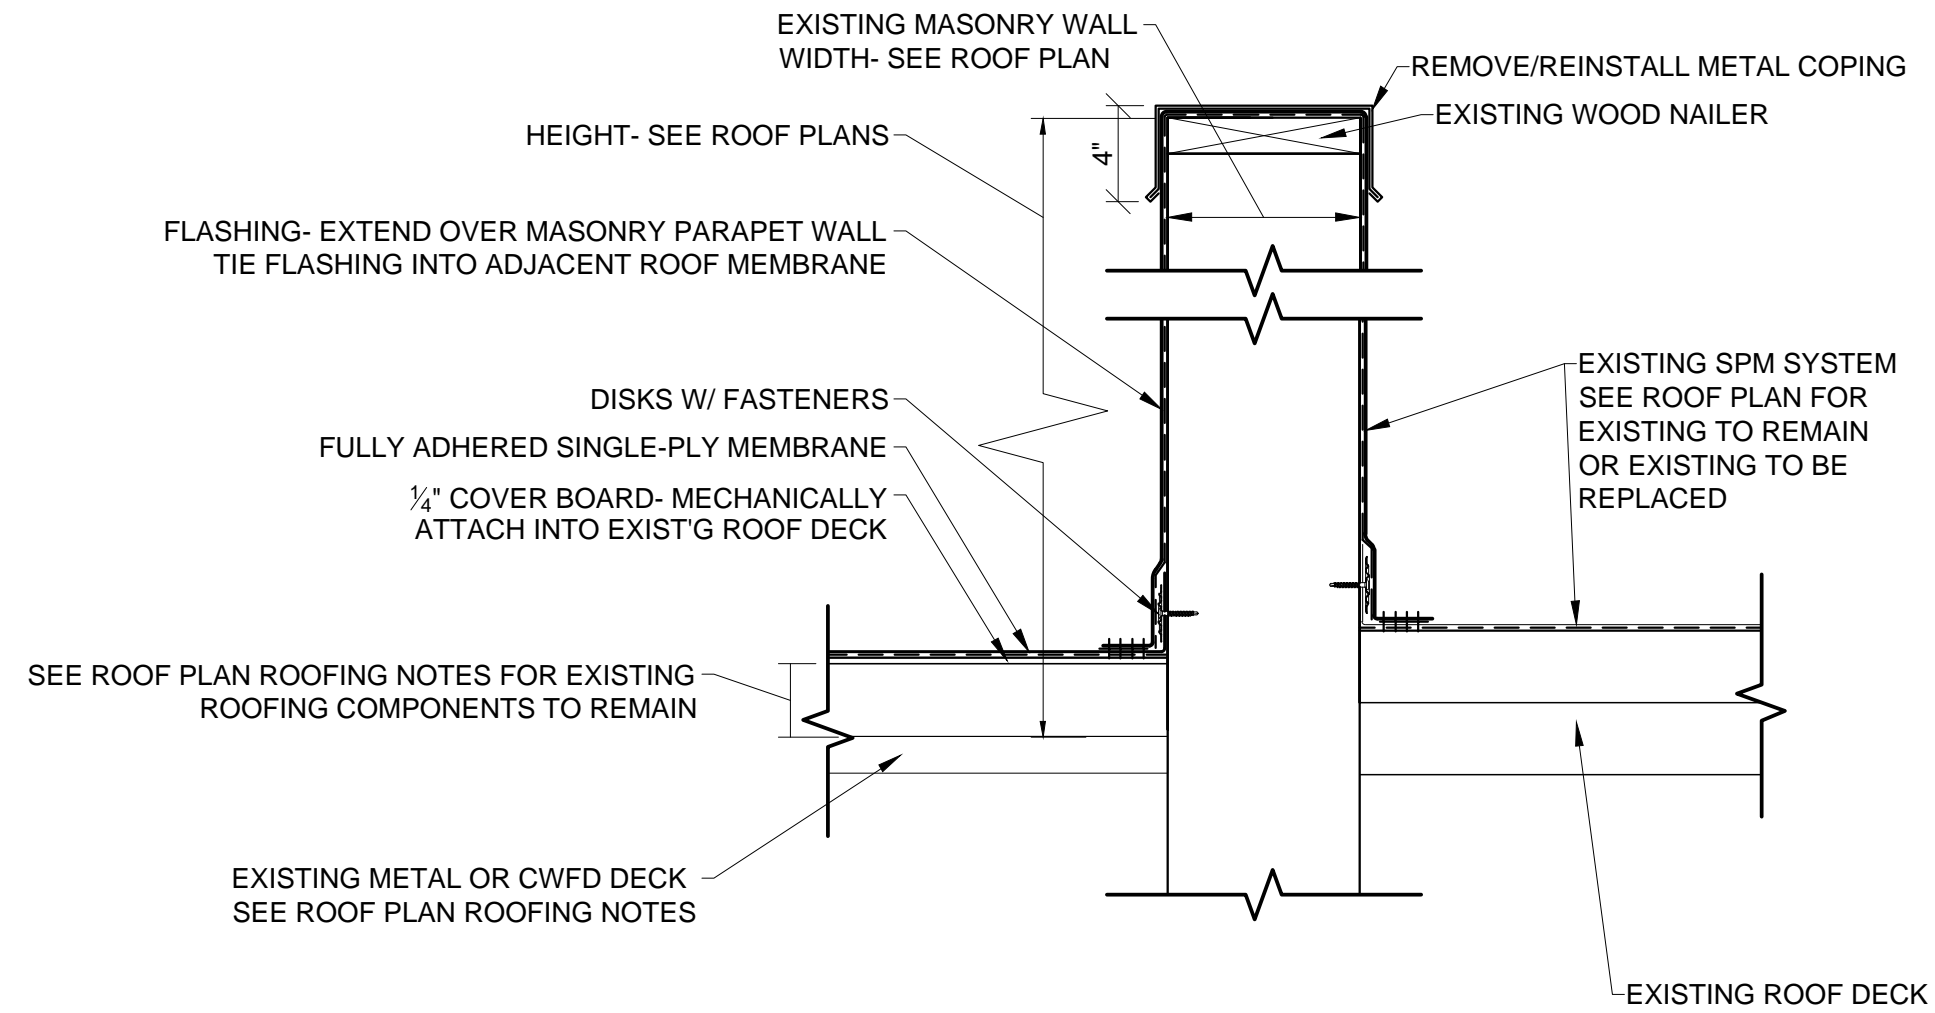 EXISTING MASONRY WALL
WIDTH- SEE ROOF PLAN
REMOVE/REINSTALL METAL COPING
EXISTING WOOD NAILER
HEIGHT- SEE ROOF PLANS
4"
FLASHING- EXTEND OVER MASONRY PARAPET WALL
TIE FLASHING INTO ADJACENT ROOF MEMBRANE
EXISTING SPM SYSTEM
SEE ROOF PLAN FOR
EXISTING TO REMAIN
OR EXISTING TO BE
REPLACED
DISKS W/ FASTENERS
FULLY ADHERED SINGLE-PLY MEMBRANE
¼" COVER BOARD- MECHANICALLY
ATTACH INTO EXIST'G ROOF DECK
SEE ROOF PLAN ROOFING NOTES FOR EXISTING
ROOFING COMPONENTS TO REMAIN
EXISTING METAL OR CWFD DECK
SEE ROOF PLAN ROOFING NOTES
EXISTING ROOF DECK